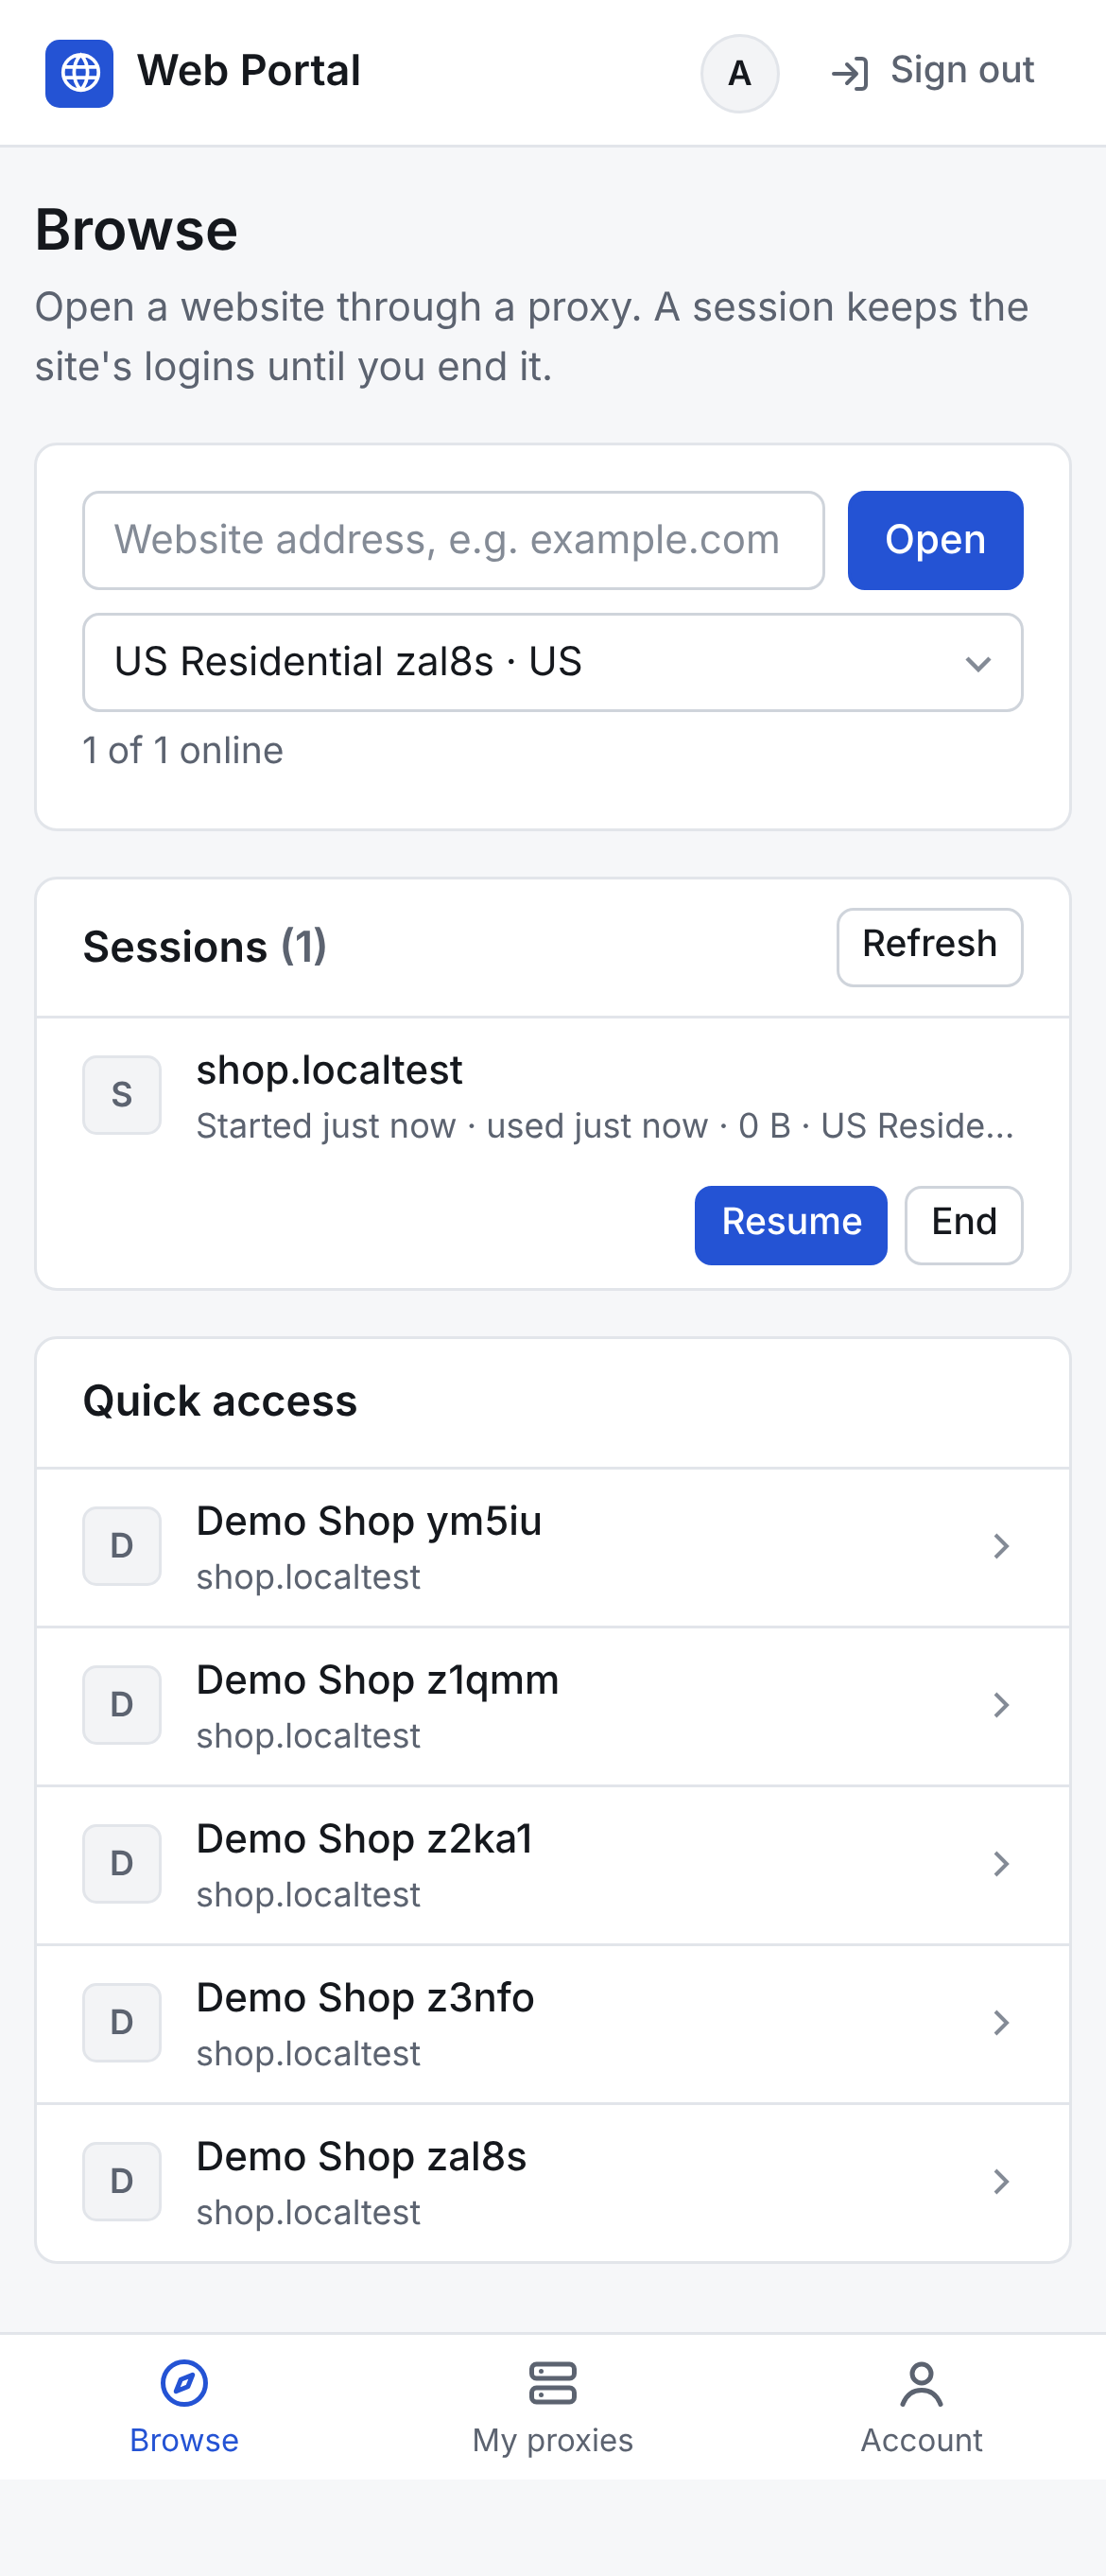 Web Portal
A
Sign out
Browse
Open a website through a proxy. A session keeps the
site's logins until you end it.
Website address, e.g. example.com
Open
US Residential zal8s · US
1 of 1 online
Sessions (1)
Refresh
S
shop.localtest
Started just now · used just now · 0 B · US Reside...
Resume
End
Quick access
D
Demo Shop ym5iu
shop.localtest
D
Demo Shop z1qmm
shop.localtest
D
Demo Shop z2ka1
shop.localtest
D
Demo Shop z3nfo
shop.localtest
D
Demo Shop zal8s
shop.localtest
Browse
My proxies
Account